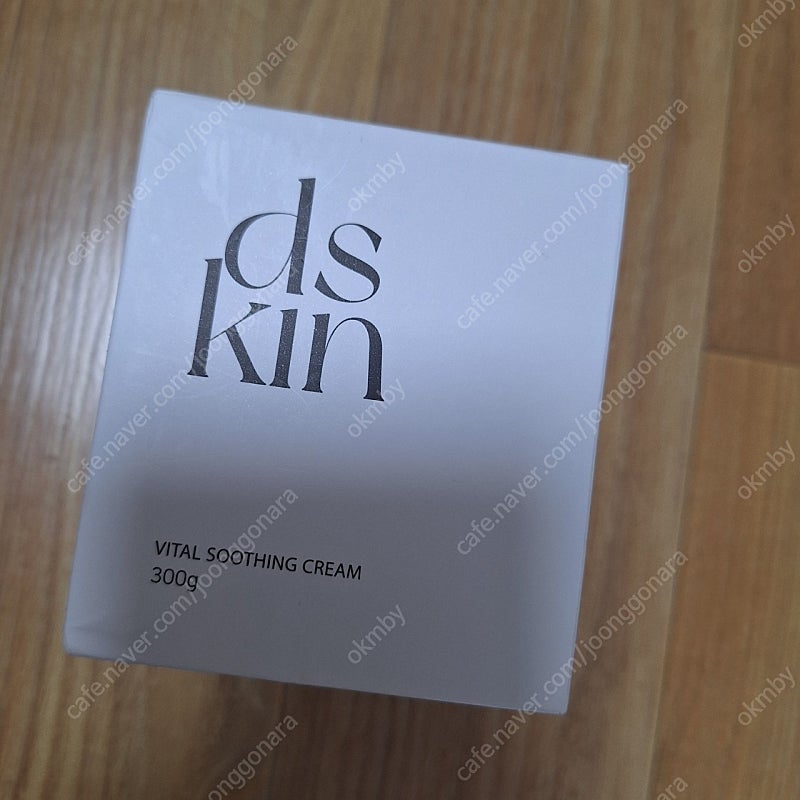 ds
kin
VITAL SOOTHING CREAM
300g
cafe.naver.com/joonggonara
okmby